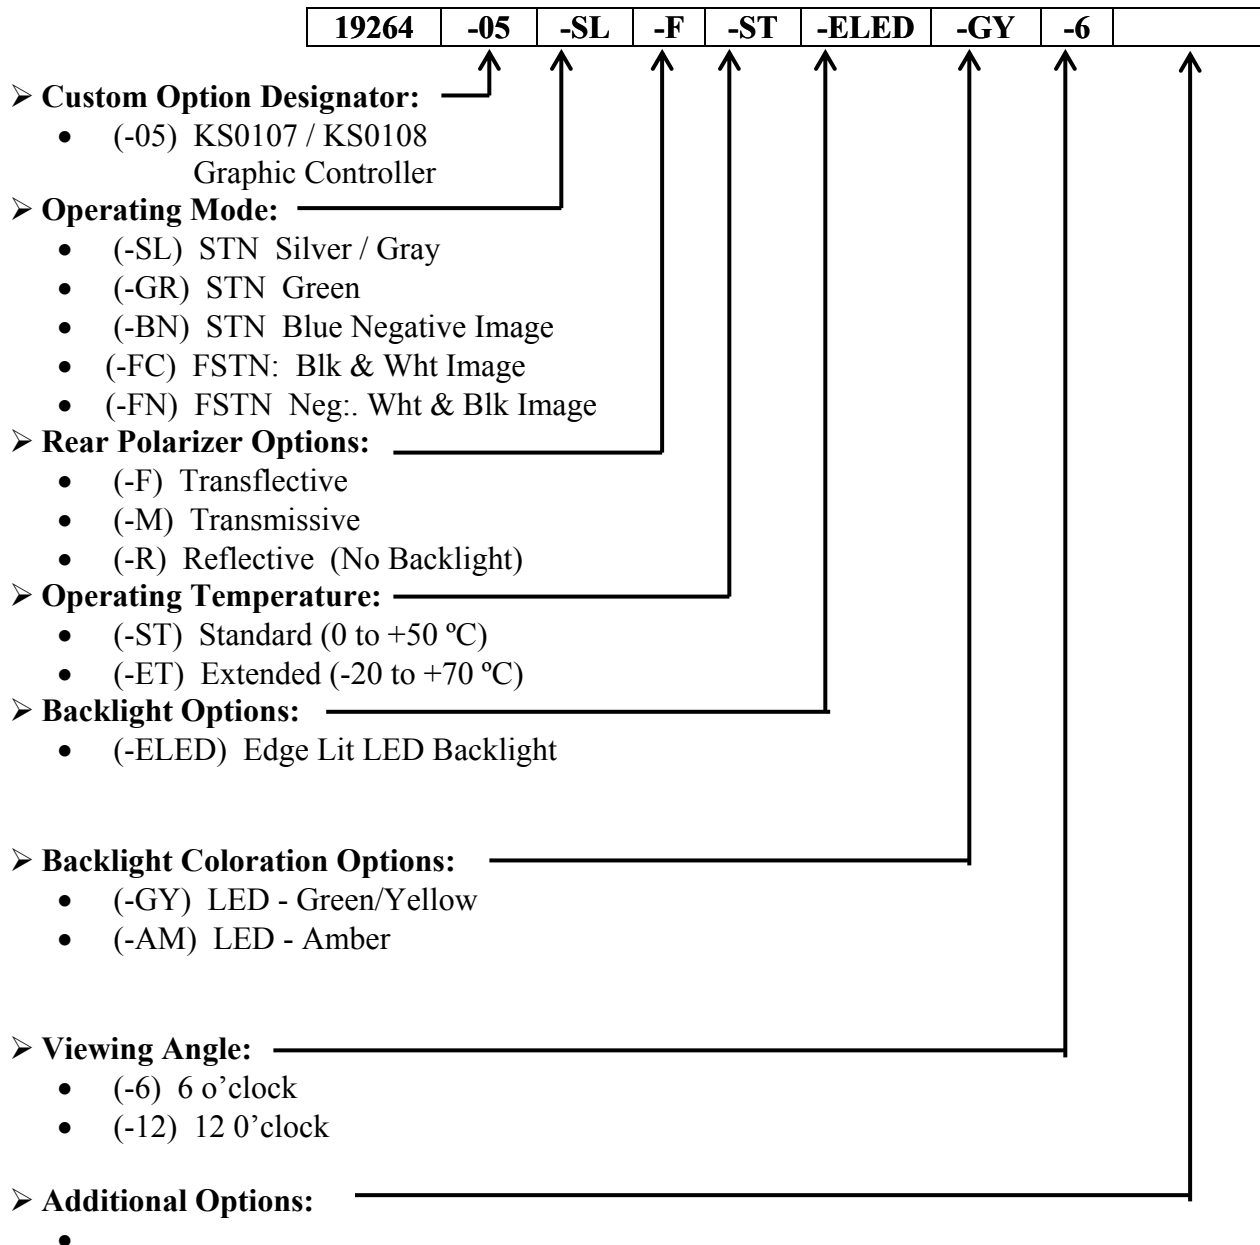 19264 -05 -SL -F -ST -ELED -GY -6
➢ Custom Option Designator:
• (-05) KS0107 / KS0108
Graphic Controller
➢ Operating Mode:
• (-SL) STN Silver / Gray
• (-GR) STN Green
• (-BN) STN Blue Negative Image
• (-FC) FSTN: Blk & Wht Image
• (-FN) FSTN Neg:. Wht & Blk Image
➢ Rear Polarizer Options:
• (-F) Transflective
• (-M) Transmissive
• (-R) Reflective (No Backlight)
➢ Operating Temperature:
• (-ST) Standard (0 to +50 ºC)
• (-ET) Extended (-20 to +70 ºC)
➢ Backlight Options:
• (-ELED) Edge Lit LED Backlight
➢ Backlight Coloration Options:
• (-GY) LED - Green/Yellow
• (-AM) LED - Amber
➢ Viewing Angle:
• (-6) 6 o’clock
• (-12) 12 0’clock
➢ Additional Options:
•